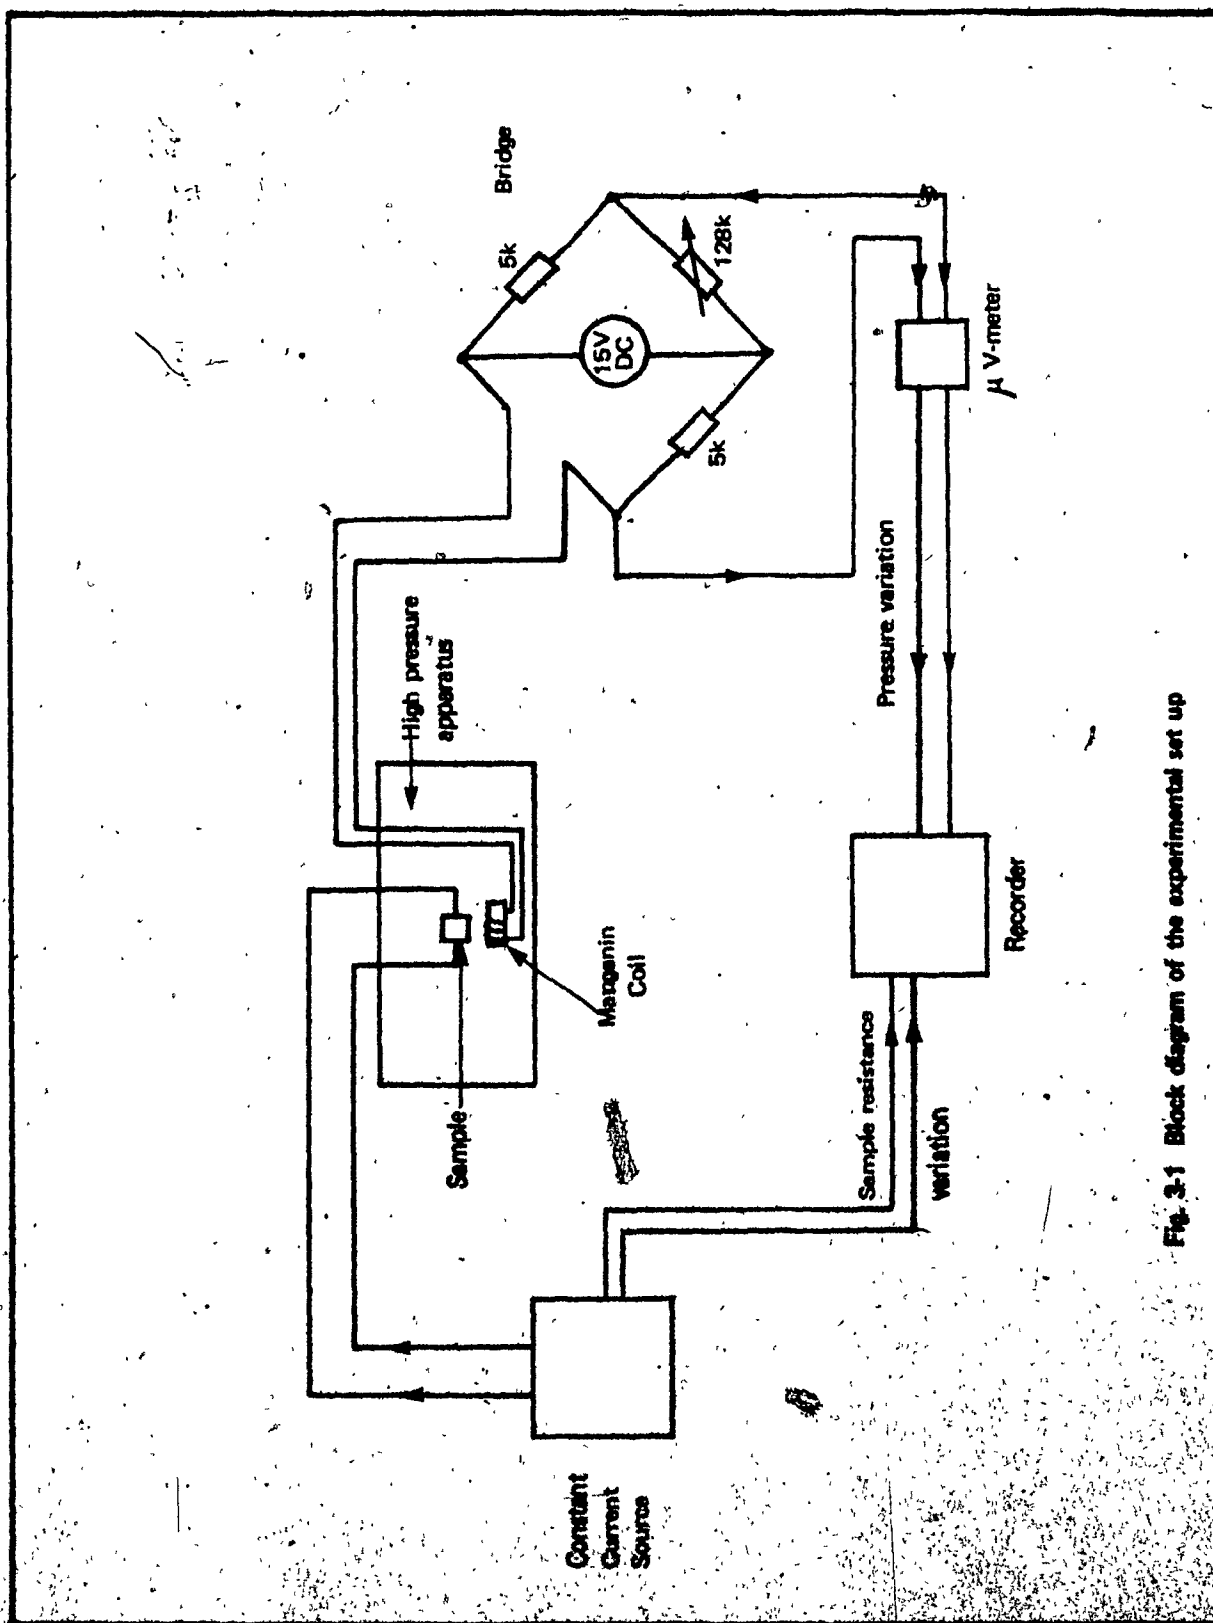 Bridge
5k
128k
15V
DC
5k
μ V-meter
High pressure
apparatus
Pressure variation
Manganin
Coil
Sample
Recorder
Sample resistance
variation
Constant
Current
Source
Fig. 3-1 Block diagram of the experimental set up